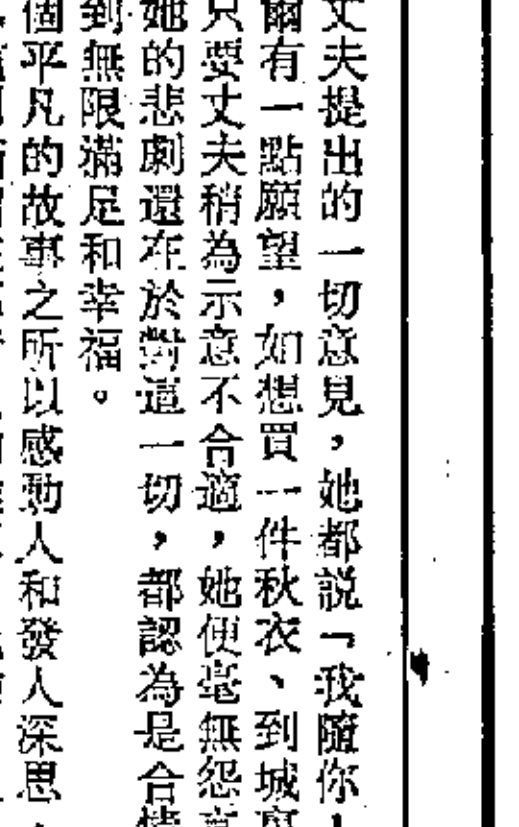 丈夫提出的一切意見，她都説「我隨你
爾有一點願望，如想買一件秋衣、到城裏
只要丈夫稍為示意不合適，她便毫無怨言
她的悲劇還在於對這一切，都認為是合情
到無限滿足和幸福。
個平凡的故事之所以感動人和發人深思，